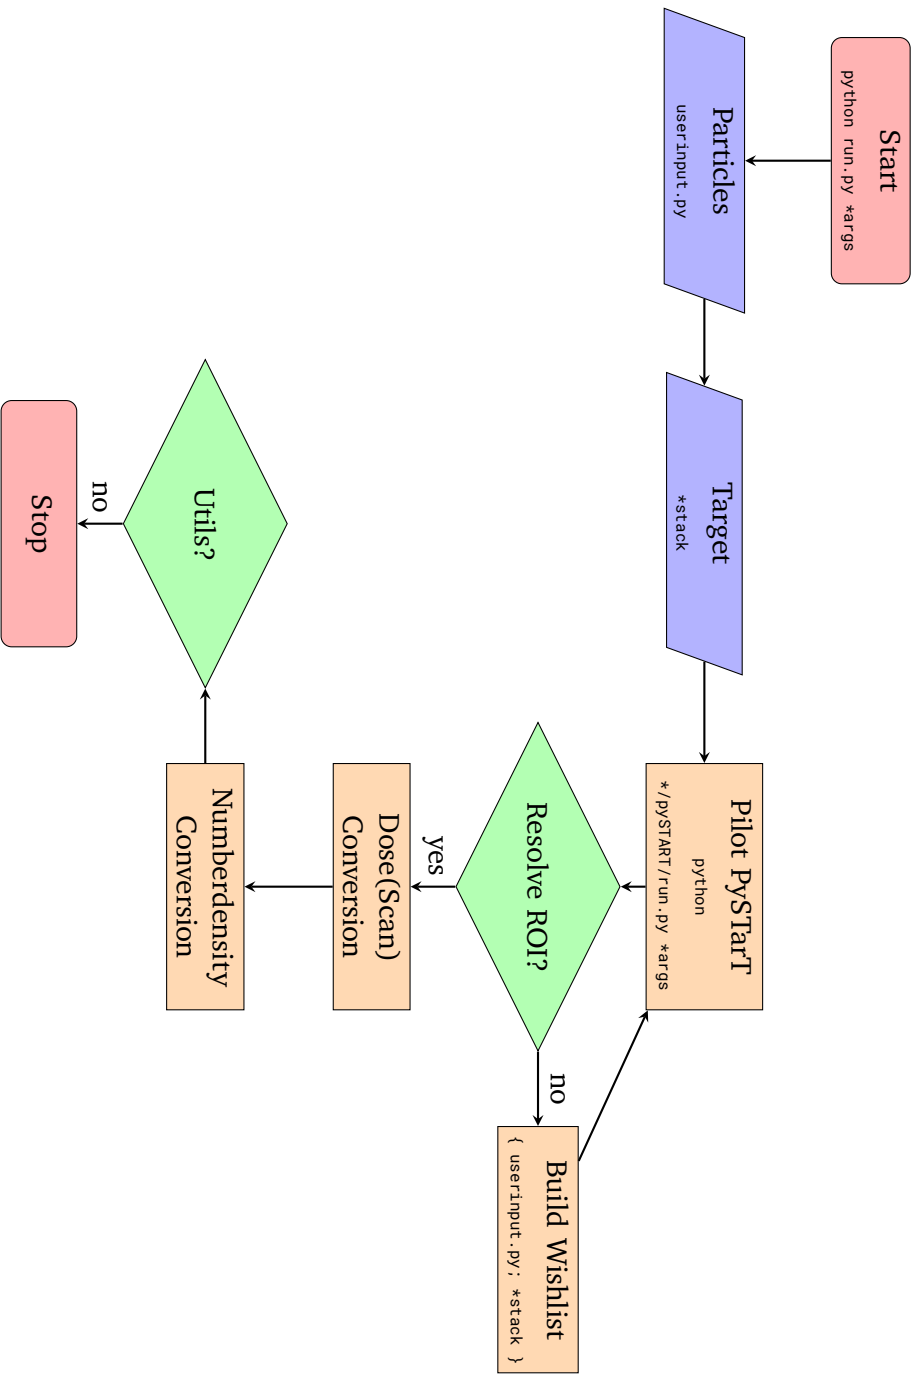 Start
python run.py *args
Particles
userinput.py
Target
*stack
Pilot PySTarT
python
*/pySTART/run.py *args
Resolve ROI?
no
Build Wishlist
{ userinput.py; *stack }
yes
Dose(Scan)
Conversion
Numberdensity
Conversion
Utils?
no
Stop